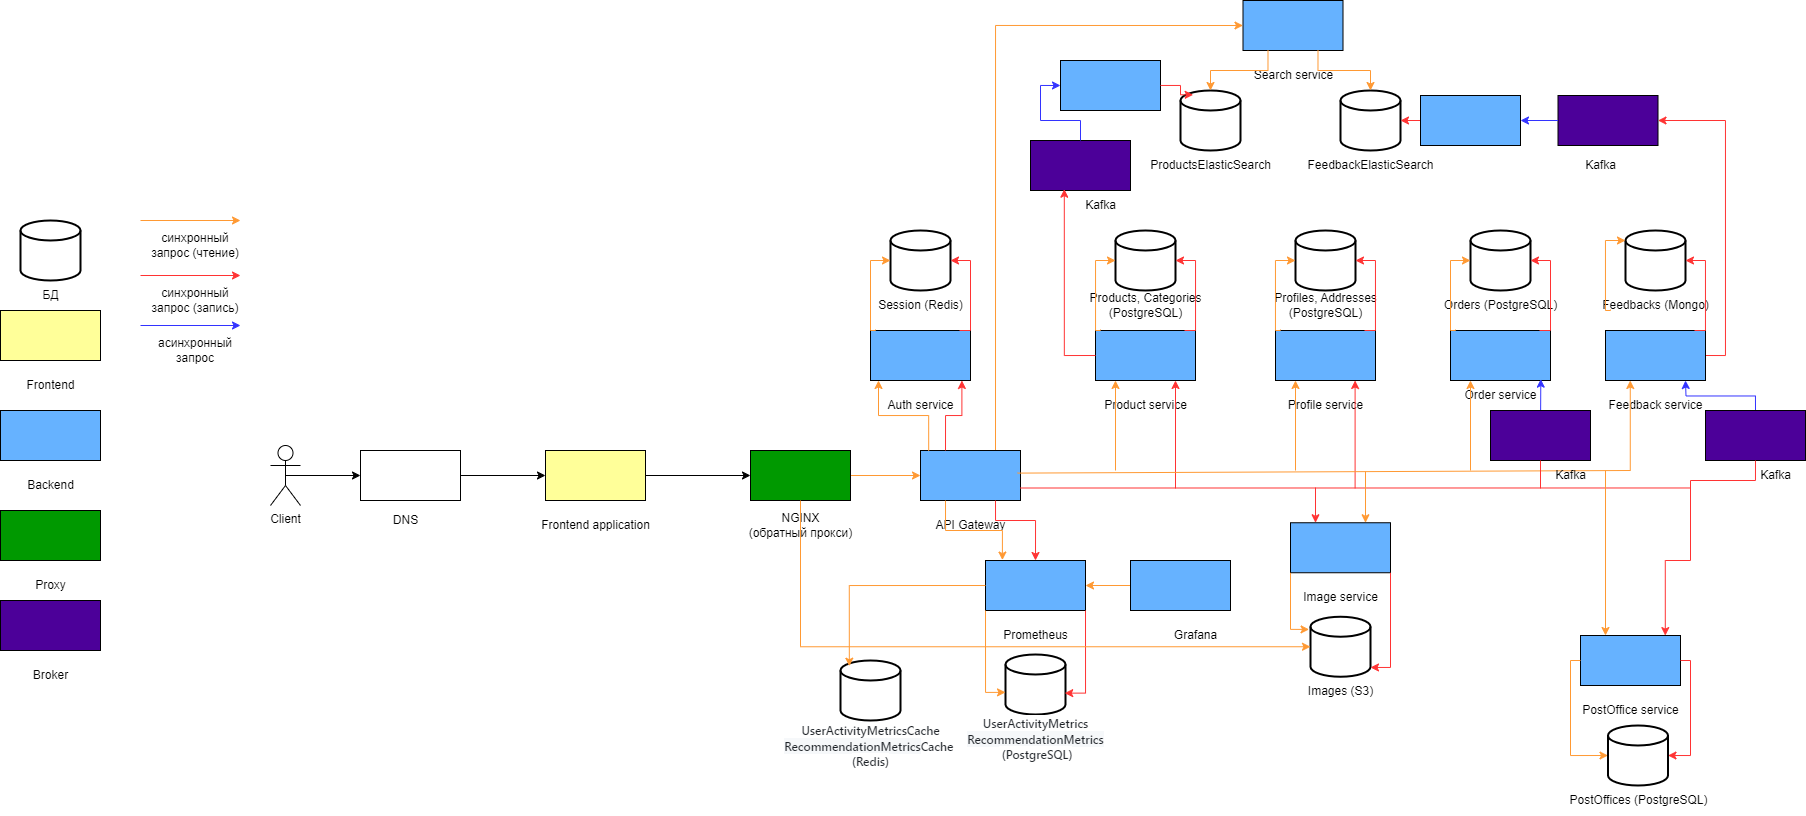 Search service
ProductsElasticSearch
FeedbackElasticSearch
Kafka
Kafka
синхронный
запрос (чтение)
БД
синхронный
запрос (запись)
асинхронный
запрос
Frontend
Backend
Proxy
Broker
Session (Redis)
Products, Categories
(PostgreSQL)
Profiles, Addresses
(PostgreSQL)
Orders (PostgreSQL)
Feedbacks (Mongo)
Auth service
Product service
Profile service
Order service
Feedback service
Kafka
Kafka
Client
DNS
Frontend application
NGINX
(обратный прокси)
API Gateway
Prometheus
Grafana
Image service
Images (S3)
UserActivityMetricsCache
RecommendationMetricsCache
(Redis)
UserActivityMetrics
RecommendationMetrics
(PostgreSQL)
PostOffice service
PostOffices (PostgreSQL)